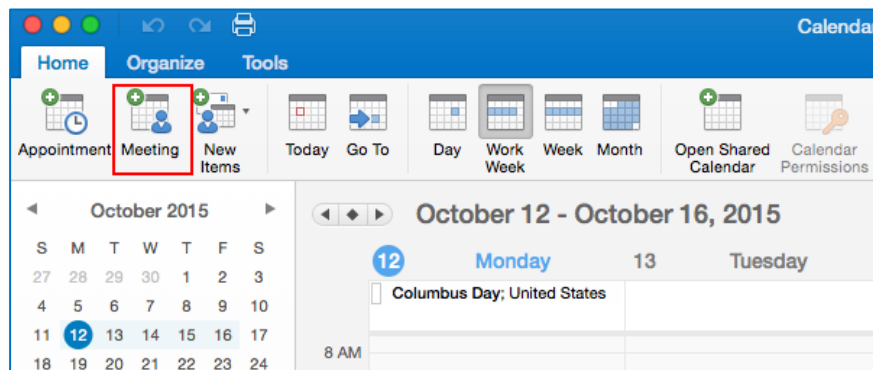 Calendar
Home Organize Tools
Appointment Meeting New Items Today Go To Day Work Week Week Month Open Shared Calendar Calendar Permissions
October 2015
S M T W T F S
27 28 29 30 1 2 3
4 5 6 7 8 9 10
11 12 13 14 15 16 17
18 19 20 21 22 23 24
October 12 - October 16, 2015
12 Monday 13 Tuesday
Columbus Day; United States
8 AM